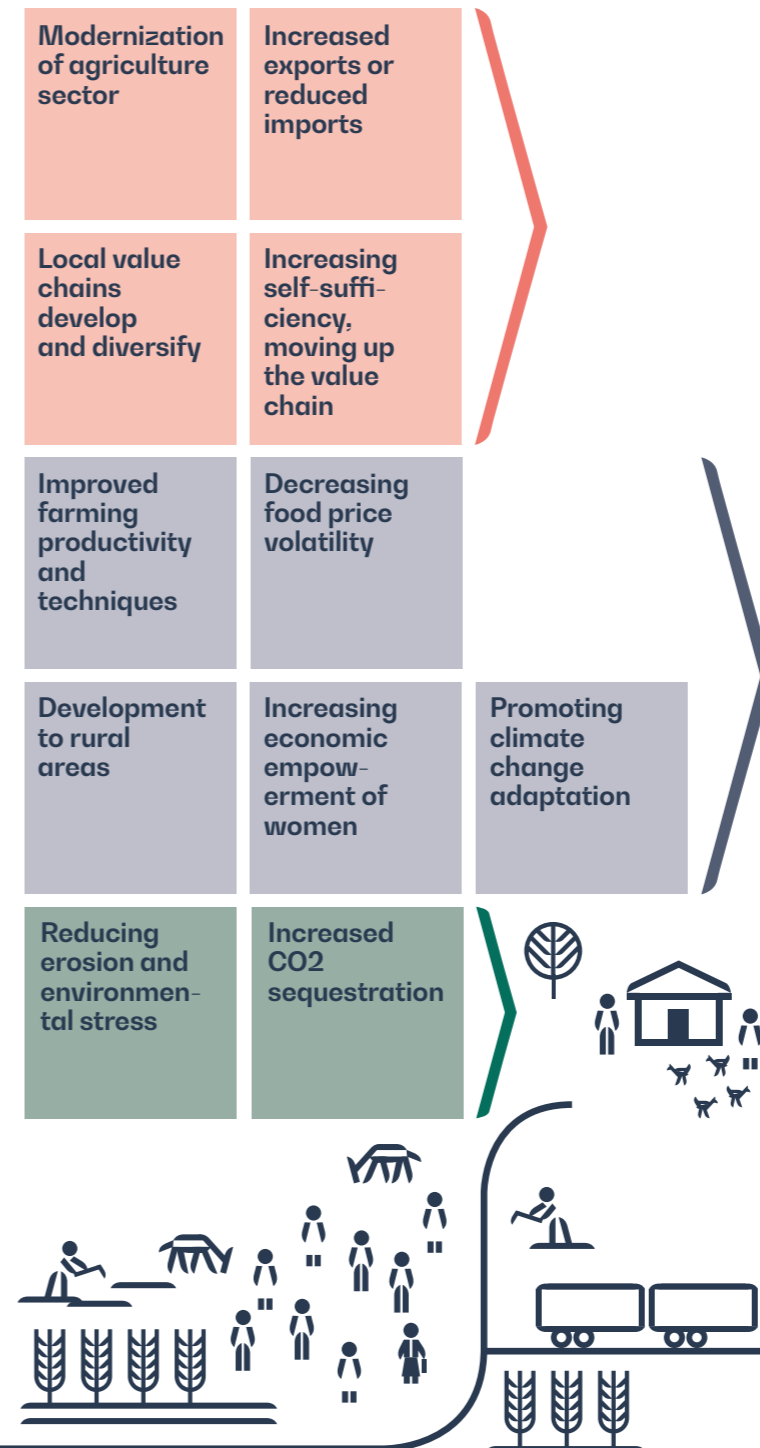 Modernization
of agriculture
sector
Increased
exports or
reduced
imports
Local value
chains
develop
and diversify
Increasing
self-suffi-
ciency,
moving up
the value
chain
Improved
farming
productivity
and
techniques
Decreasing
food price
volatility
Development
to rural
areas
Increasing
economic
empow-
erment of
women
Promoting
climate
change
adaptation
Reducing
erosion and
environmen-
tal stress
Increased
CO2
sequestration